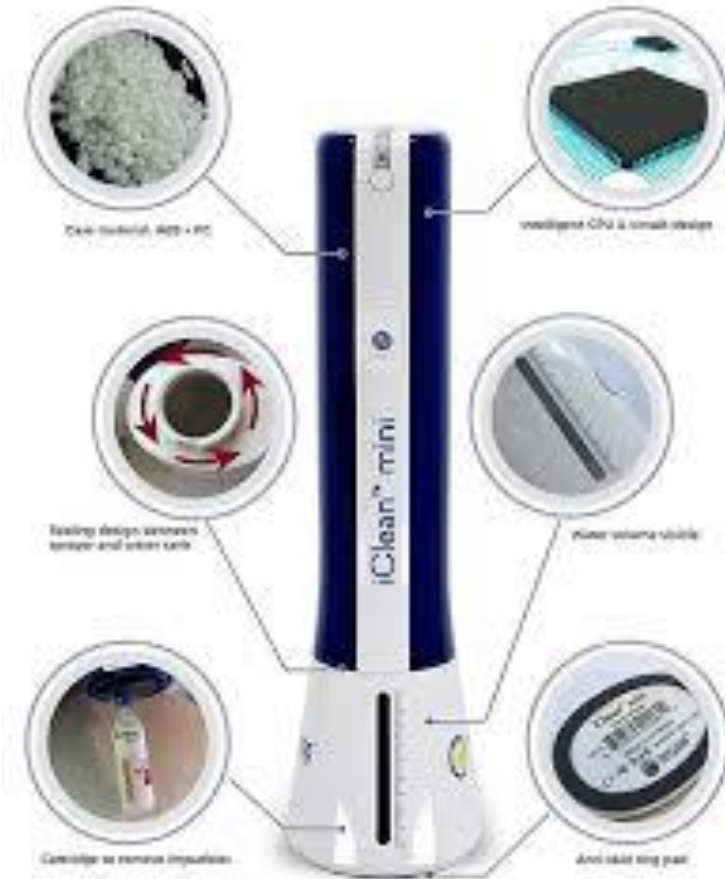 Case material: ABS + PC
Intelligent CPU & circuit design
iClean™ mini
Sealing design between
sprayer and water tank
Water volume visible
Cartridge to remove impurities
Anti-skid ring pad
iClean